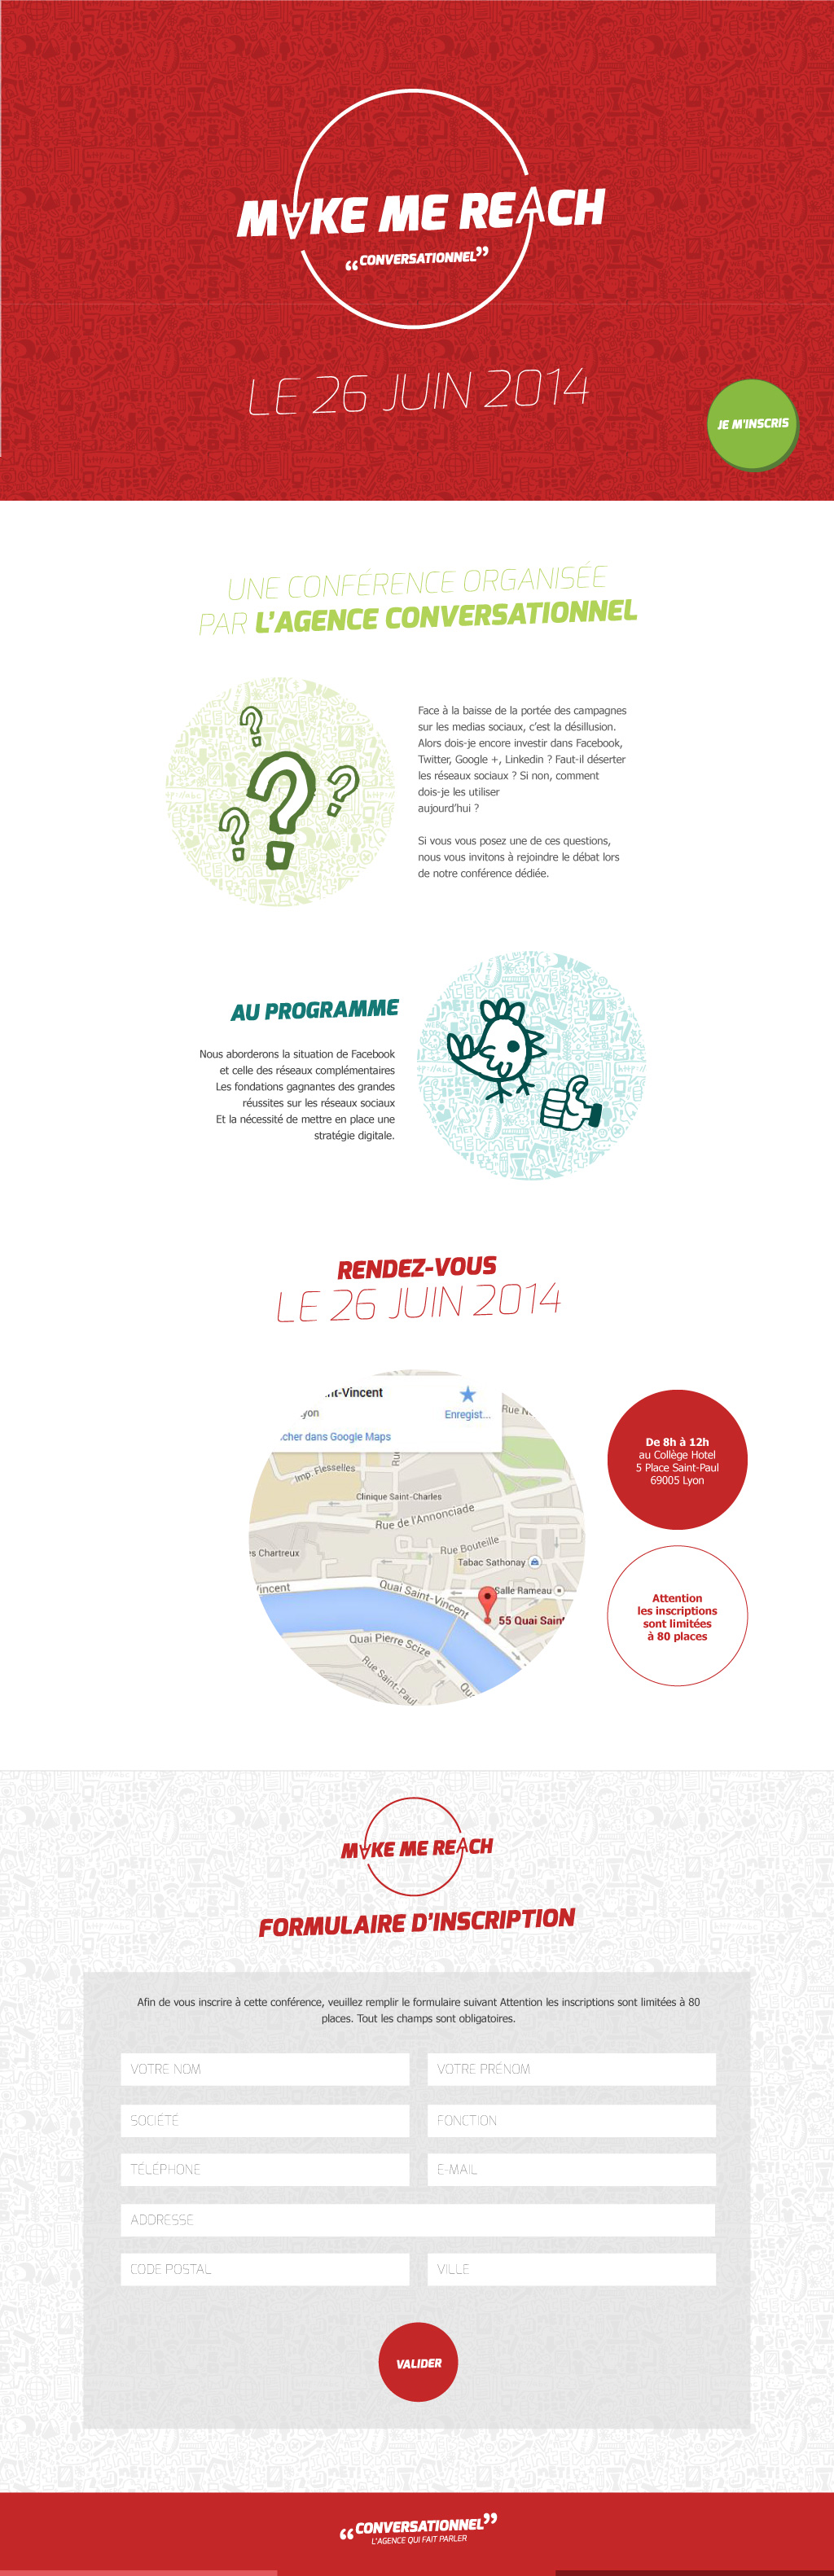 MAKE ME REACH
“CONVERSATIONNEL”
LE 26 JUIN 2014
JE M'INSCRIS
UNE CONFÉRENCE ORGANISÉE
PAR L’AGENCE CONVERSATIONNEL
Face à la baisse de la portée des campagnes
sur les medias sociaux, c’est la désillusion.
Alors dois-je encore investir dans Facebook,
Twitter, Google +, Linkedin ? Faut-il déserter
les réseaux sociaux ? Si non, comment
dois-je les utiliser
aujourd’hui ?
Si vous vous posez une de ces questions,
nous vous invitons à rejoindre le débat lors
de notre conférence dédiée.
AU PROGRAMME
Nous aborderons la situation de Facebook
et celle des réseaux complémentaires
Les fondations gagnantes des grandes
réussites sur les réseaux sociaux
Et la nécessité de mettre en place une
stratégie digitale.
RENDEZ-VOUS
LE 26 JUIN 2014
nt-Vincent
yon
Enregist...
cher dans Google Maps
Rue
Imp. Flesselles
Clinique Saint-Charles
Rue de l'Annonciade
Rue Bouteille
s Chartreux
Tabac Sathonay
incent
Quai Saint-Vincent
Salle Rameau
55 Quai Saint
Quai Pierre Scize
Rue Saint-Paul
De 8h à 12h
au Collège Hotel
5 Place Saint-Paul
69005 Lyon
Attention
les inscriptions
sont limitées
à 80 places
MAKE ME REACH
FORMULAIRE D’INSCRIPTION
Afin de vous inscrire à cette conférence, veuillez remplir le formulaire suivant Attention les inscriptions sont limitées à 80
places. Tout les champs sont obligatoires.
VOTRE NOM
VOTRE PRÉNOM
SOCIÉTÉ
FONCTION
TÉLÉPHONE
E-MAIL
ADDRESSE
CODE POSTAL
VILLE
VALIDER
“CONVERSATIONNEL”
L'AGENCE QUI FAIT PARLER